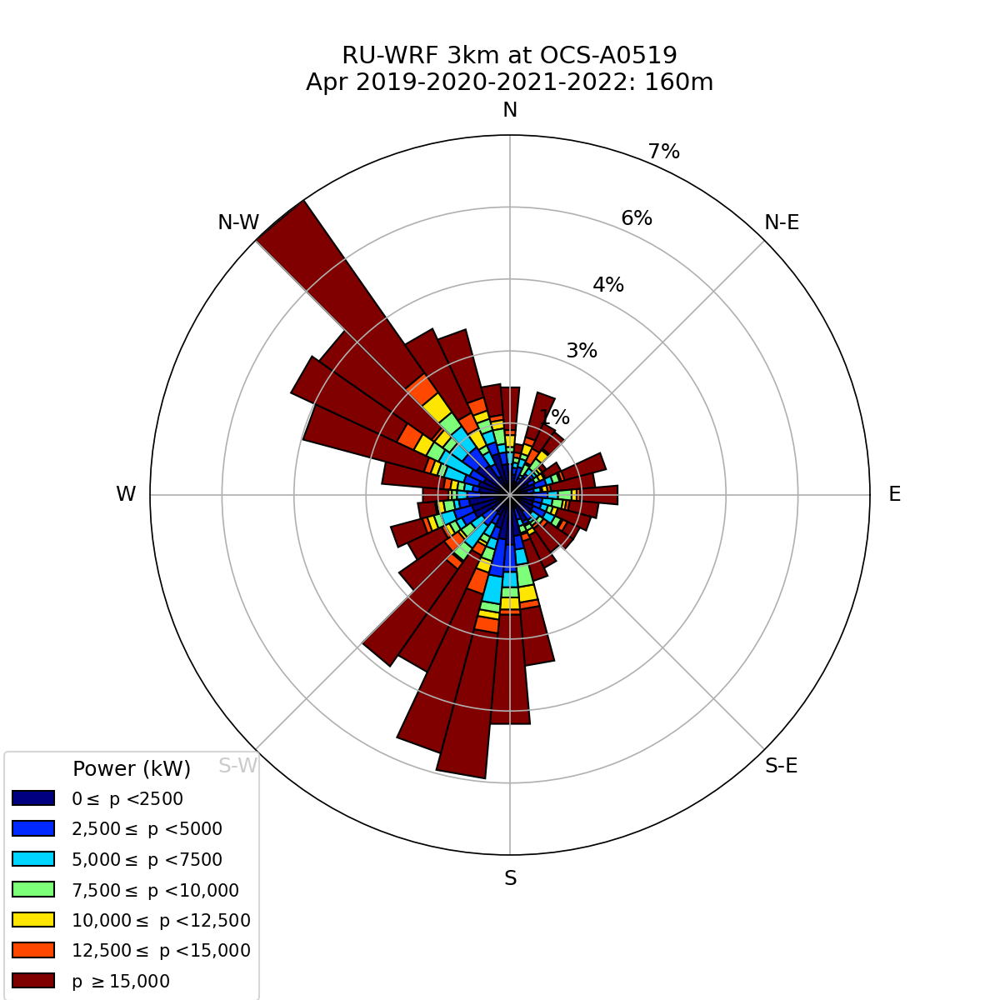 RU-WRF 3km at OCS-A0519
Apr 2019-2020-2021-2022: 160m
N
7%
N-W
6%
N-E
4%
3%
1%
W
E
S-W
S-E
S
Power (kW)
0≤ p <2500
2,500≤ p <5000
5,000≤ p <7500
7,500≤ p <10,000
10,000≤ p <12,500
12,500≤ p <15,000
p ≥15,000